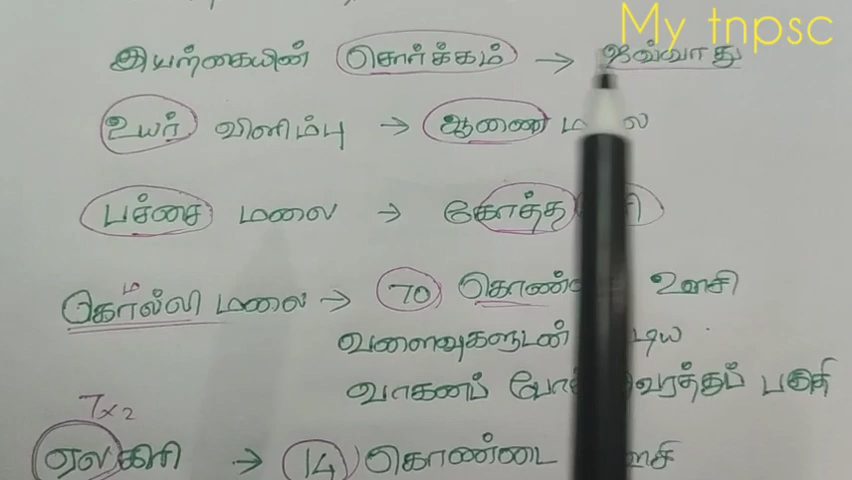 My tnpsc
இயற்கையின் சொர்க்கம் → ஜவ்வாது
உயர் விளிம்பு → ஆனை
பச்சை மலை → கோத்த
கொல்லி மலை → 70 ஊசி
வளைவுகளுடன்
வாகனப் பகுதி
7x2
ஏலகிரி → 14 கொண்டை